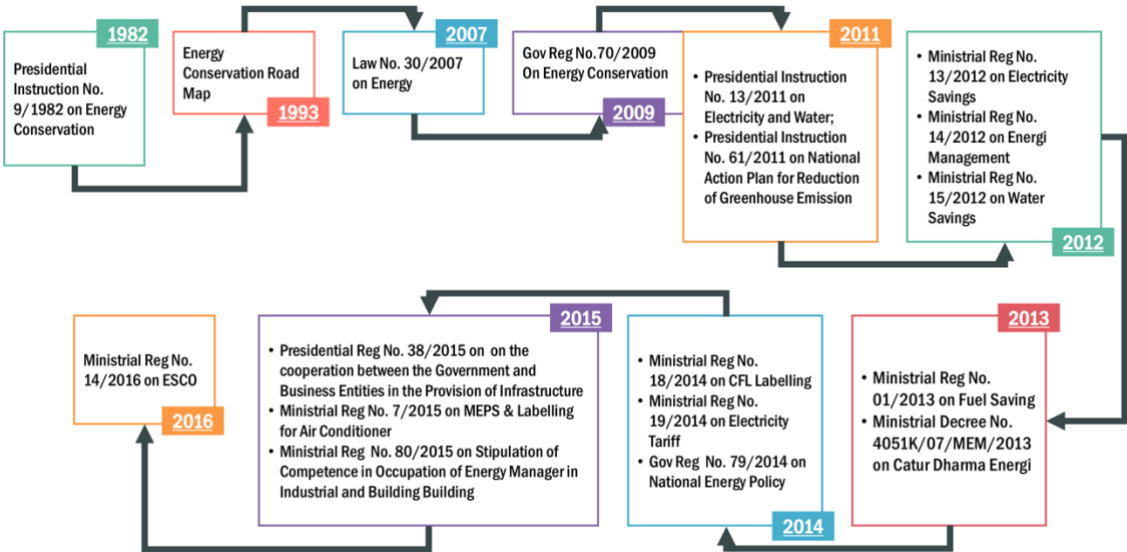 1982
Presidential
Instruction No.
9/1982 on Energy
Conservation
Energy
Conservation Road
Map
1993
2007
Law No. 30/2007
on Energy
Gov Reg No.70/2009
On Energy Conservation
2009
2011
• Presidential Instruction
No. 13/2011 on
Electricity and Water;
• Presidential Instruction
No. 61/2011 on National
Action Plan for Reduction
of Greenhouse Emission
• Ministrial Reg No.
13/2012 on Electricity
Savings
• Ministrial Reg No.
14/2012 on Energi
Management
• Ministrial Reg No.
15/2012 on Water
Savings
2012
2013
• Ministrial Reg No.
01/2013 on Fuel Saving
• Ministrial Decree No.
4051K/07/MEM/2013
on Catur Dharma Energi
• Ministrial Reg No.
18/2014 on CFL Labelling
• Ministrial Reg No.
19/2014 on Electricity
Tariff
• Gov Reg No. 79/2014 on
National Energy Policy
2014
2015
• Presidential Reg No. 38/2015 on on the
cooperation between the Government and
Business Entities in the Provision of Infrastructure
• Ministrial Reg No. 7/2015 on MEPS & Labelling
for Air Conditioner
• Ministrial Reg No. 80/2015 on Stipulation of
Competence in Occupation of Energy Manager in
Industrial and Building Building
Ministrial Reg No.
14/2016 on ESCO
2016